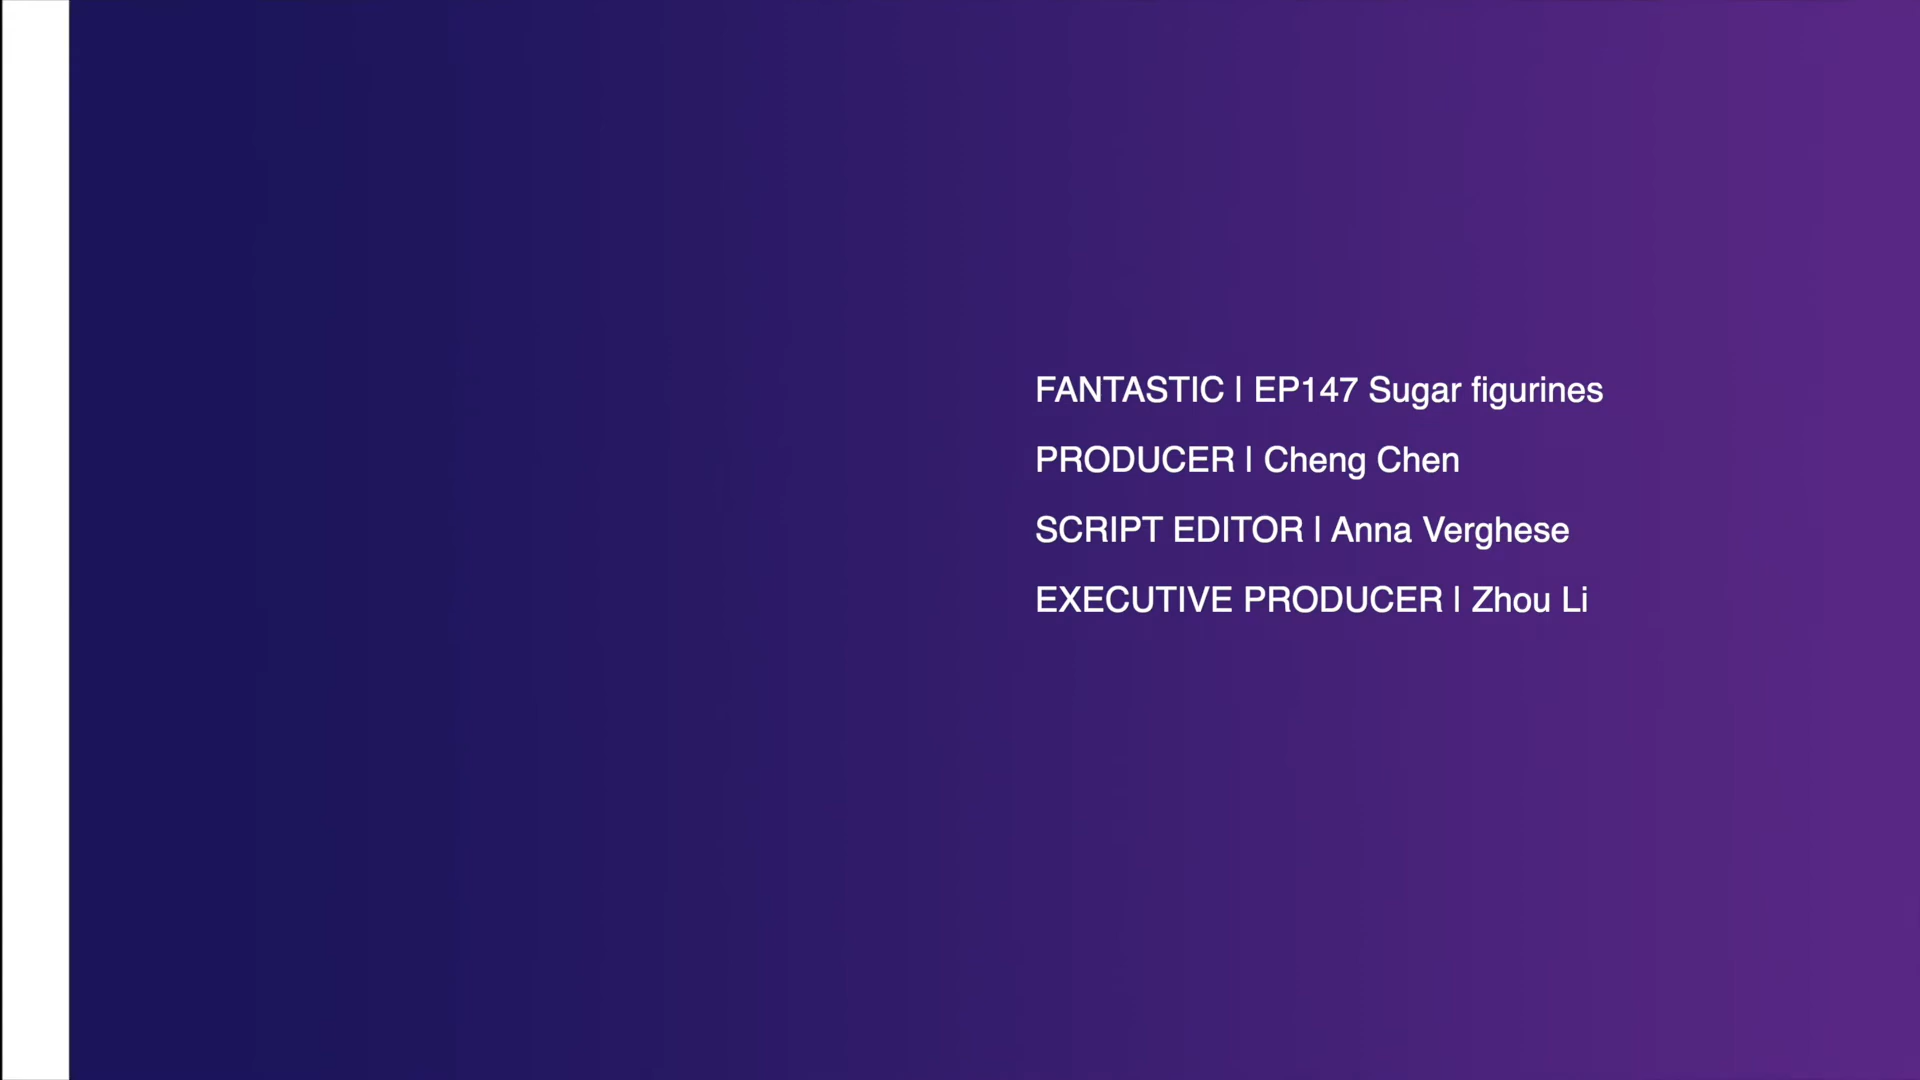 FANTASTIC | EP147 Sugar figurines
PRODUCER | Cheng Chen
SCRIPT EDITOR | Anna Verghese
EXECUTIVE PRODUCER | Zhou Li